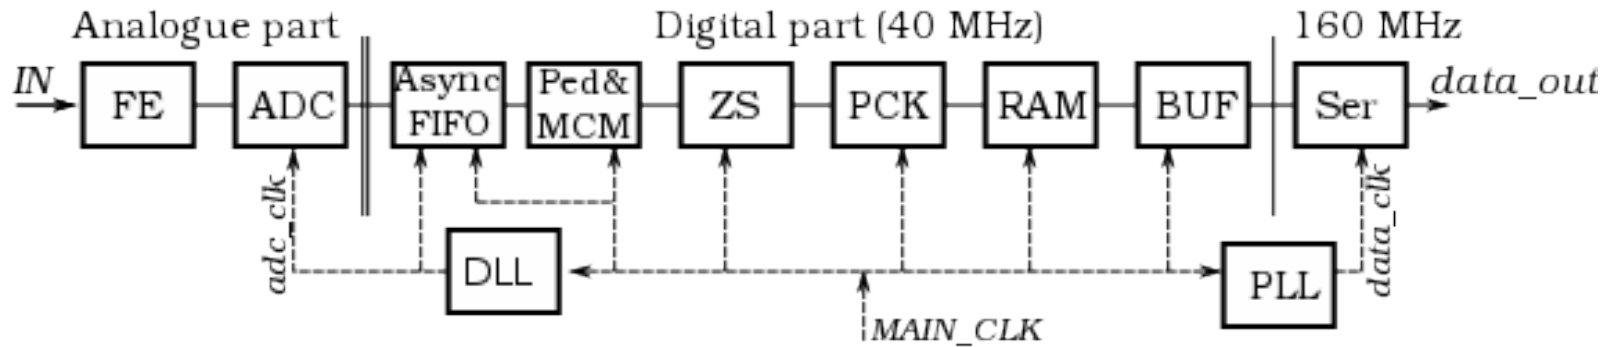 Analogue part
Digital part (40 MHz)
160 MHz
IN
FE
ADC
Async
FIFO
Ped&
MCM
ZS
PCK
RAM
BUF
Ser
data_out
adc_clk
DLL
MAIN_CLK
PLL
data_clk